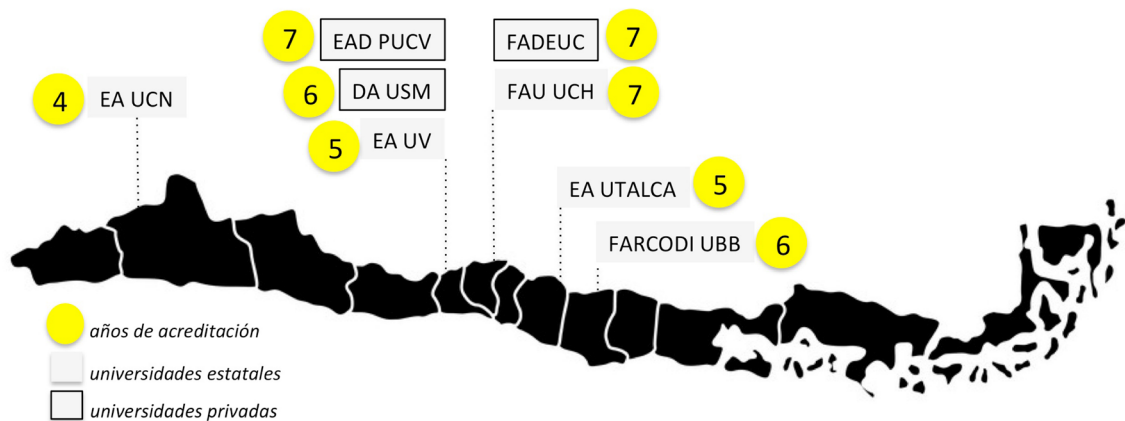 7 EAD PUCV
FADEUC 7
4 EA UCN
6 DA USM
FAU UCH 7
5 EA UV
EA UTALCA 5
FARCODI UBB 6
años de acreditación
universidades estatales
universidades privadas